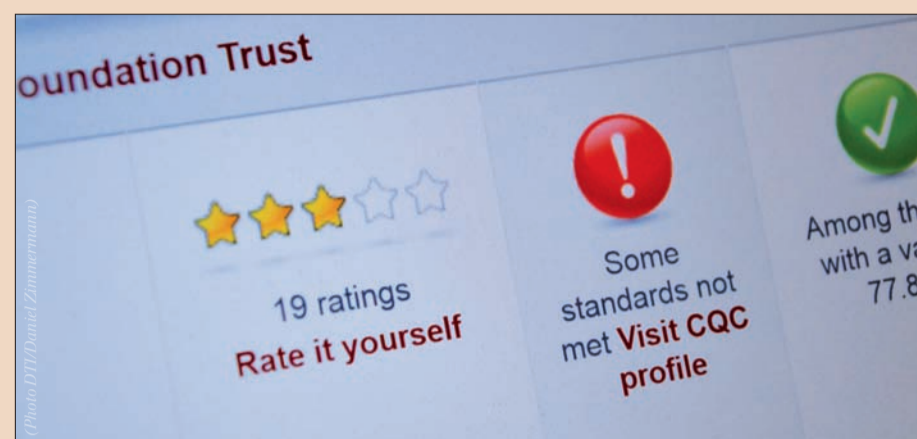 oundation Trust
19 ratings
Rate it yourself
Some
standards not
met Visit CQC
profile
Among th
with a va
77.8
(Photo DTI/Daniel Zimmermann)